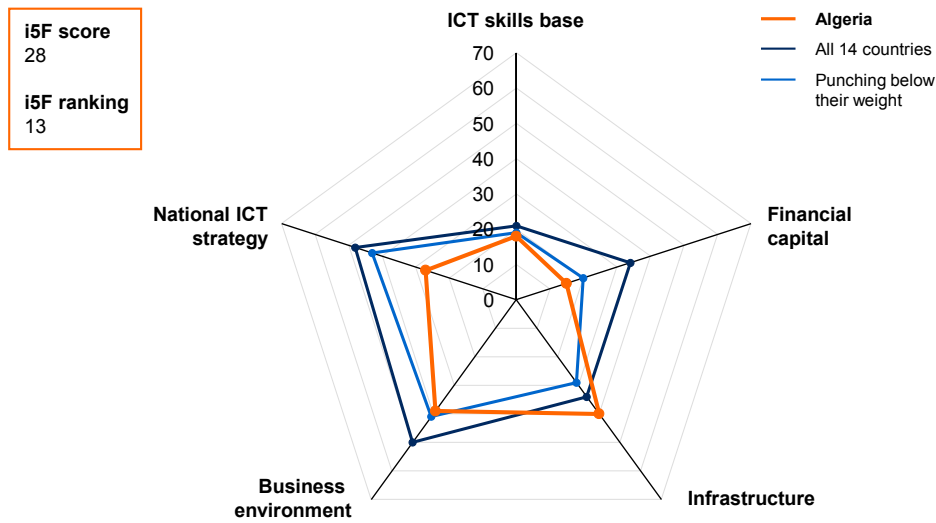 i5F score
28
i5F ranking
13
ICT skills base
Algeria
All 14 countries
Punching below
their weight
70
60
50
40
30
20
10
0
National ICT
strategy
Financial
capital
Business
environment
Infrastructure